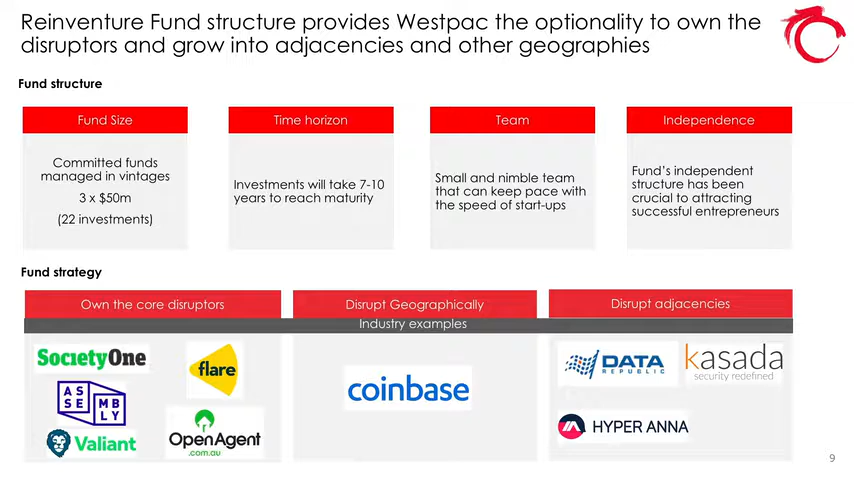 Reinventure Fund structure provides Westpac the optionality to own the
disruptors and grow into adjacencies and other geographies
Fund structure
Fund Size
Committed funds
managed in vintages
3 x $50m
(22 investments)
Time horizon
Investments will take 7-10
years to reach maturity
Team
Small and nimble team
that can keep pace with
the speed of start-ups
Independence
Fund's independent
structure has been
crucial to attracting
successful entrepreneurs
Fund strategy
Own the core disruptors
Disrupt Geographically
Disrupt adjacencies
Industry examples
SocietyOne
flare
AS
SE MB
LY
Valiant
OpenAgent
.com.au
coinbase
DATA
REPUBLIC
kasada
security redefined
HYPER ANNA
9